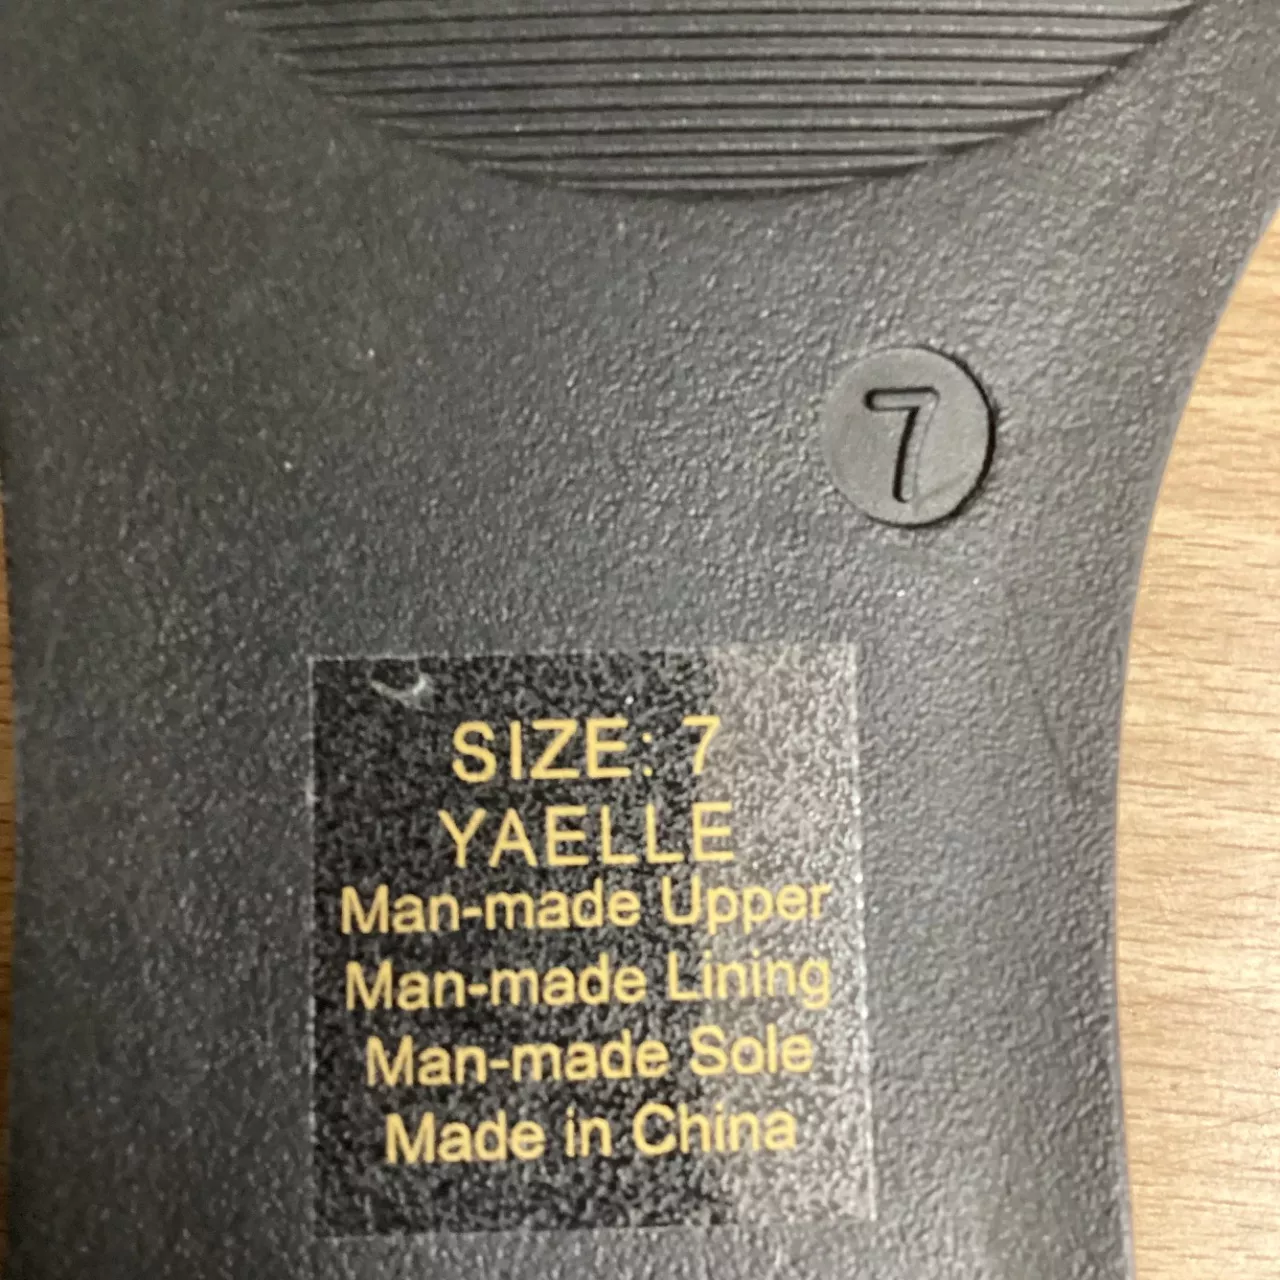 7
SIZE: 7
YAELLE
Man-made Upper
Man-made Lining
Man-made Sole
Made in China